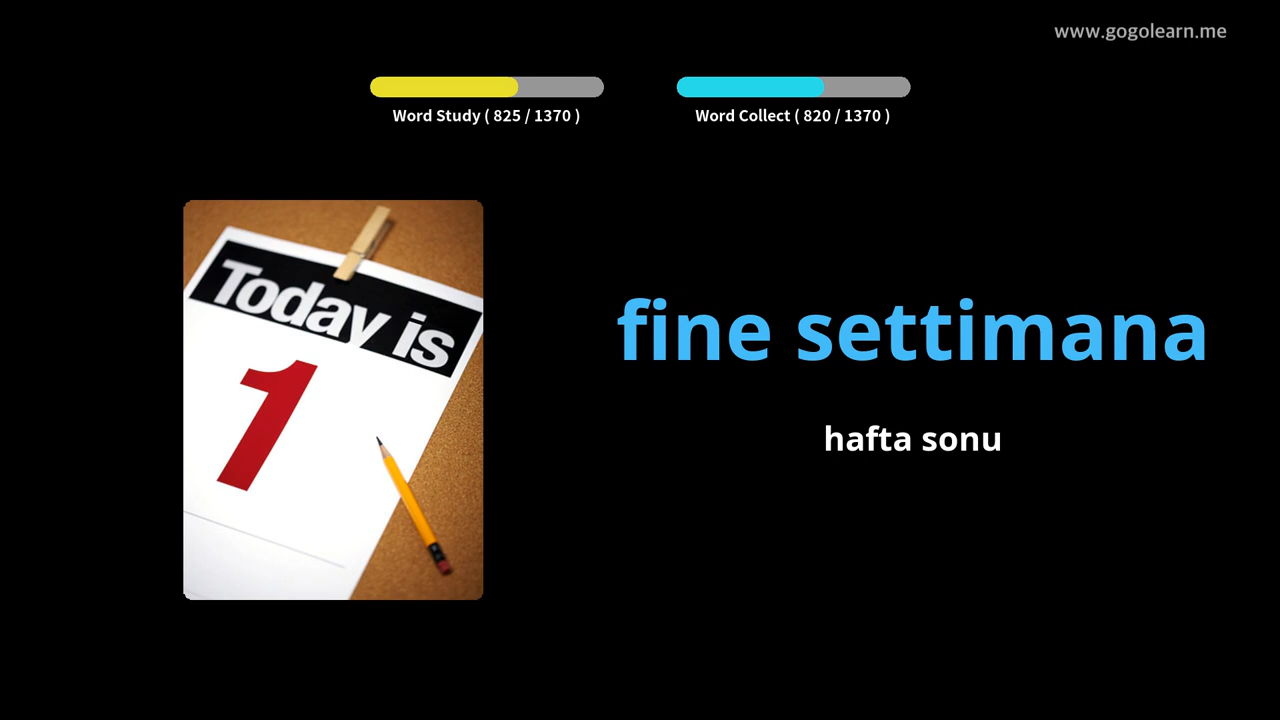 www.gogolearn.me
Word Study ( 825 / 1370 )
Word Collect ( 820 / 1370 )
Today is
1
fine settimana
hafta sonu